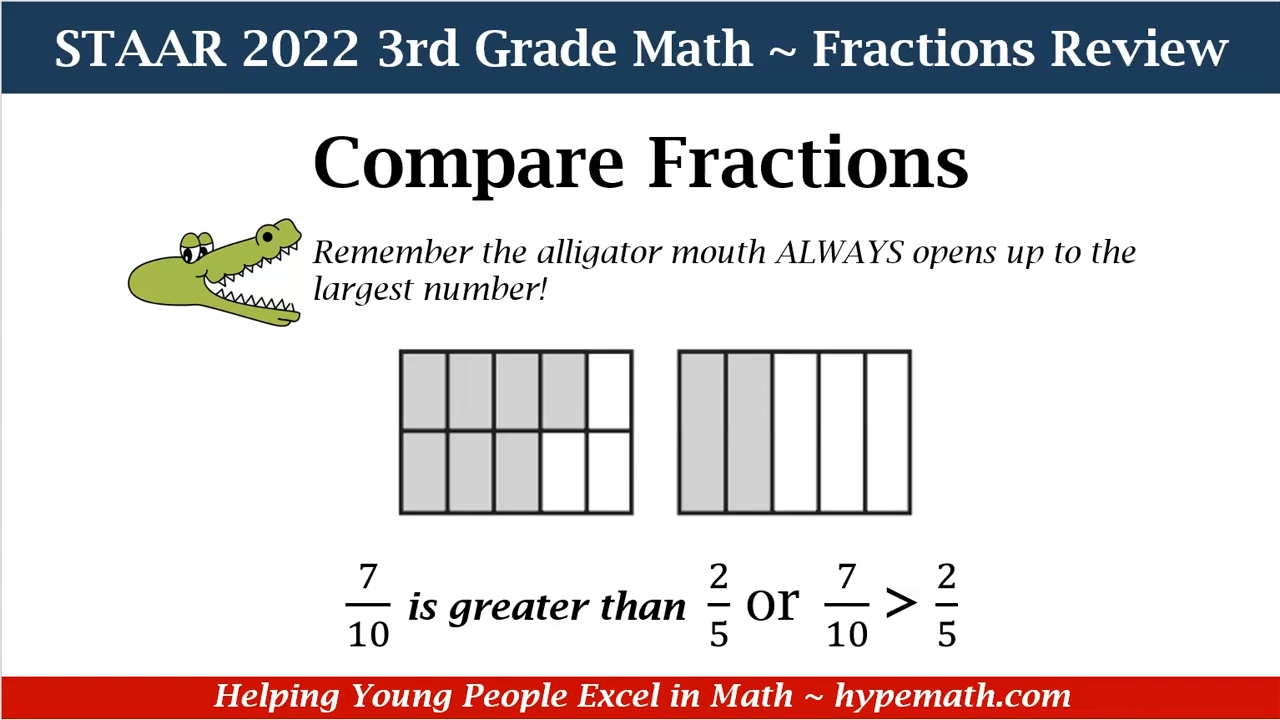 STAAR 2022 3rd Grade Math ~ Fractions Review
Compare Fractions
Remember the alligator mouth ALWAYS opens up to the
largest number!
7/10 is greater than 2/5 or 7/10 > 2/5
Helping Young People Excel in Math ~ hypemath.com